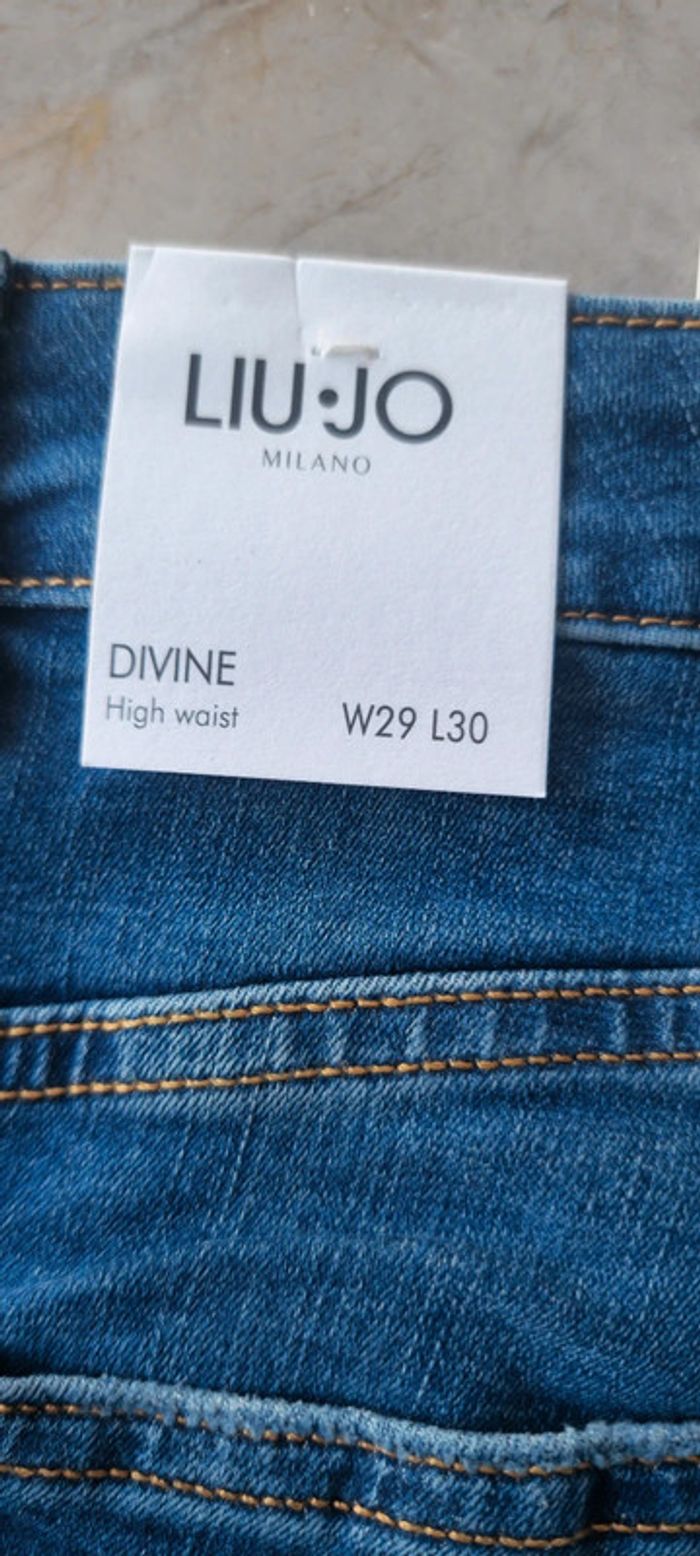 LIU•JO
MILANO
DIVINE
High waist
W29 L30